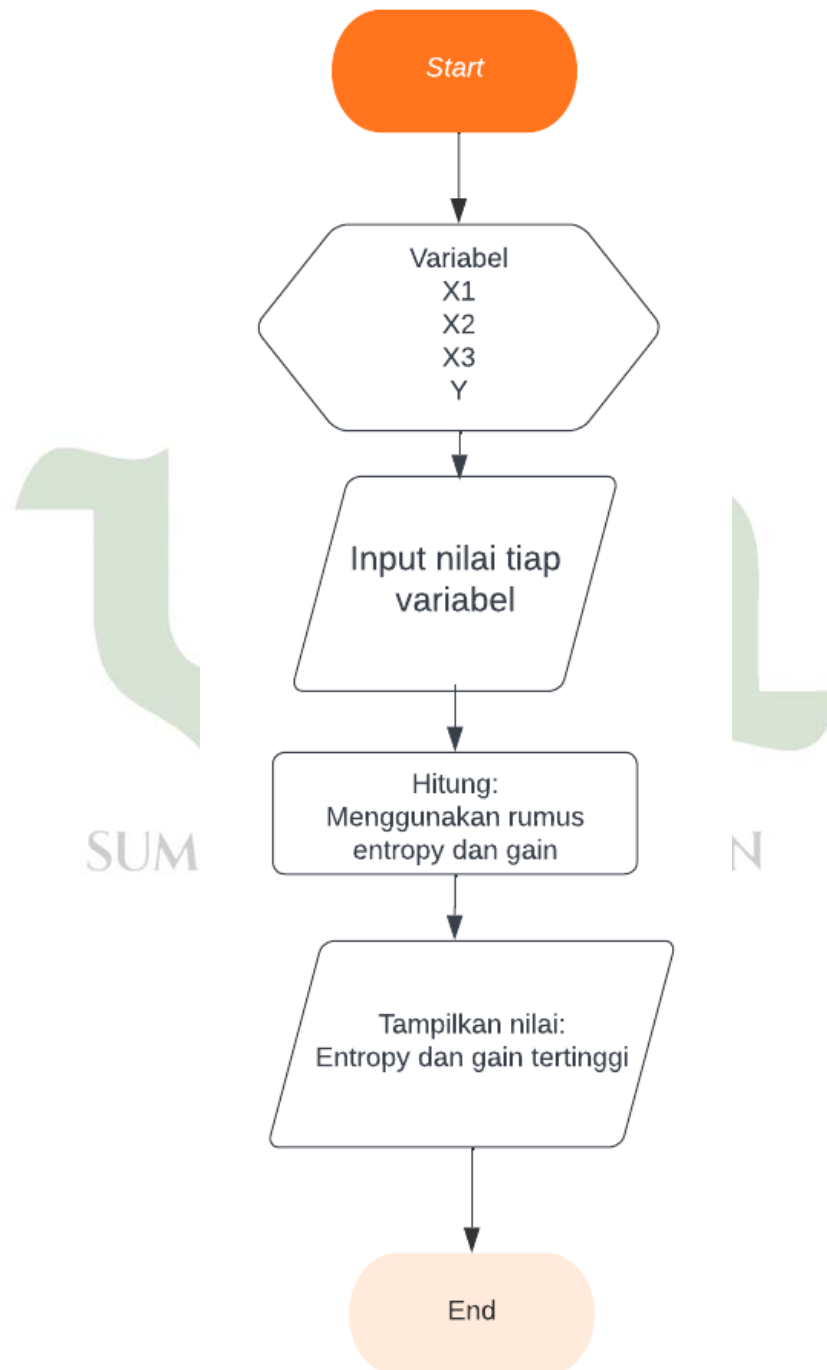 Start
Variabel
X1
X2
X3
Y
Input nilai tiap
variabel
Hitung:
Menggunakan rumus
entropy dan gain
SUM
N
Tampilkan nilai:
Entropy dan gain tertinggi
End